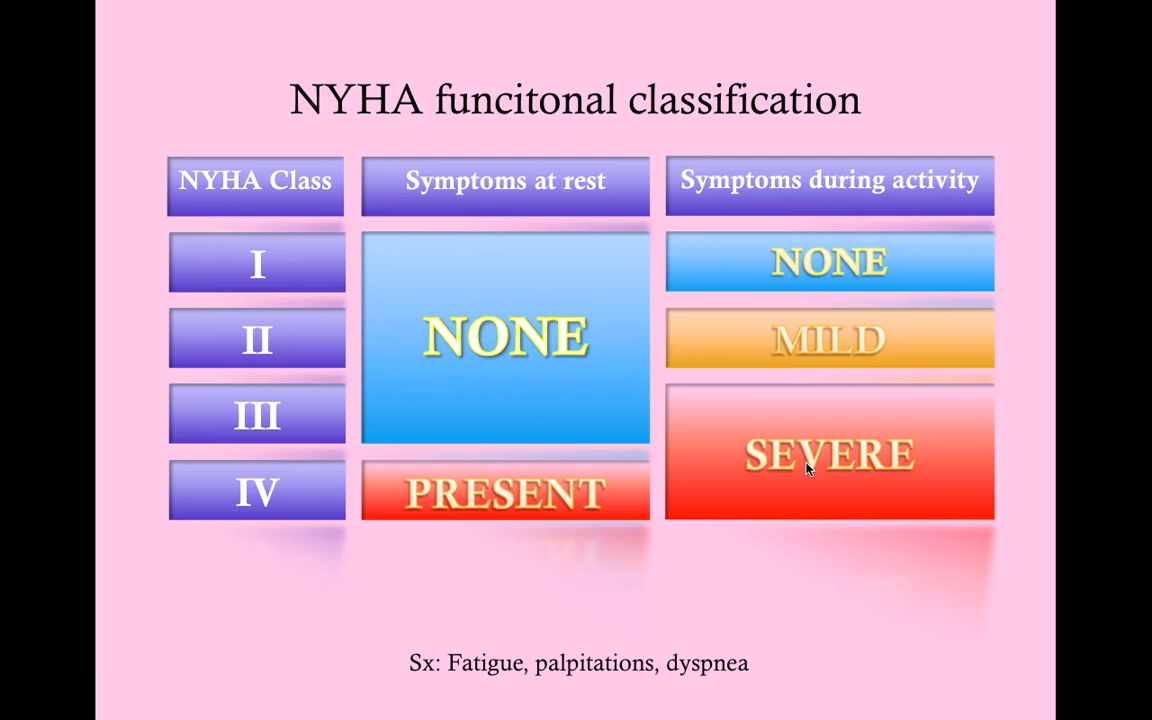 NYHA funcitonal classification
NYHA Class Symptoms at rest Symptoms during activity
I NONE
II NONE MILD
III SEVERE
IV PRESENT
Sx: Fatigue, palpitations, dyspnea